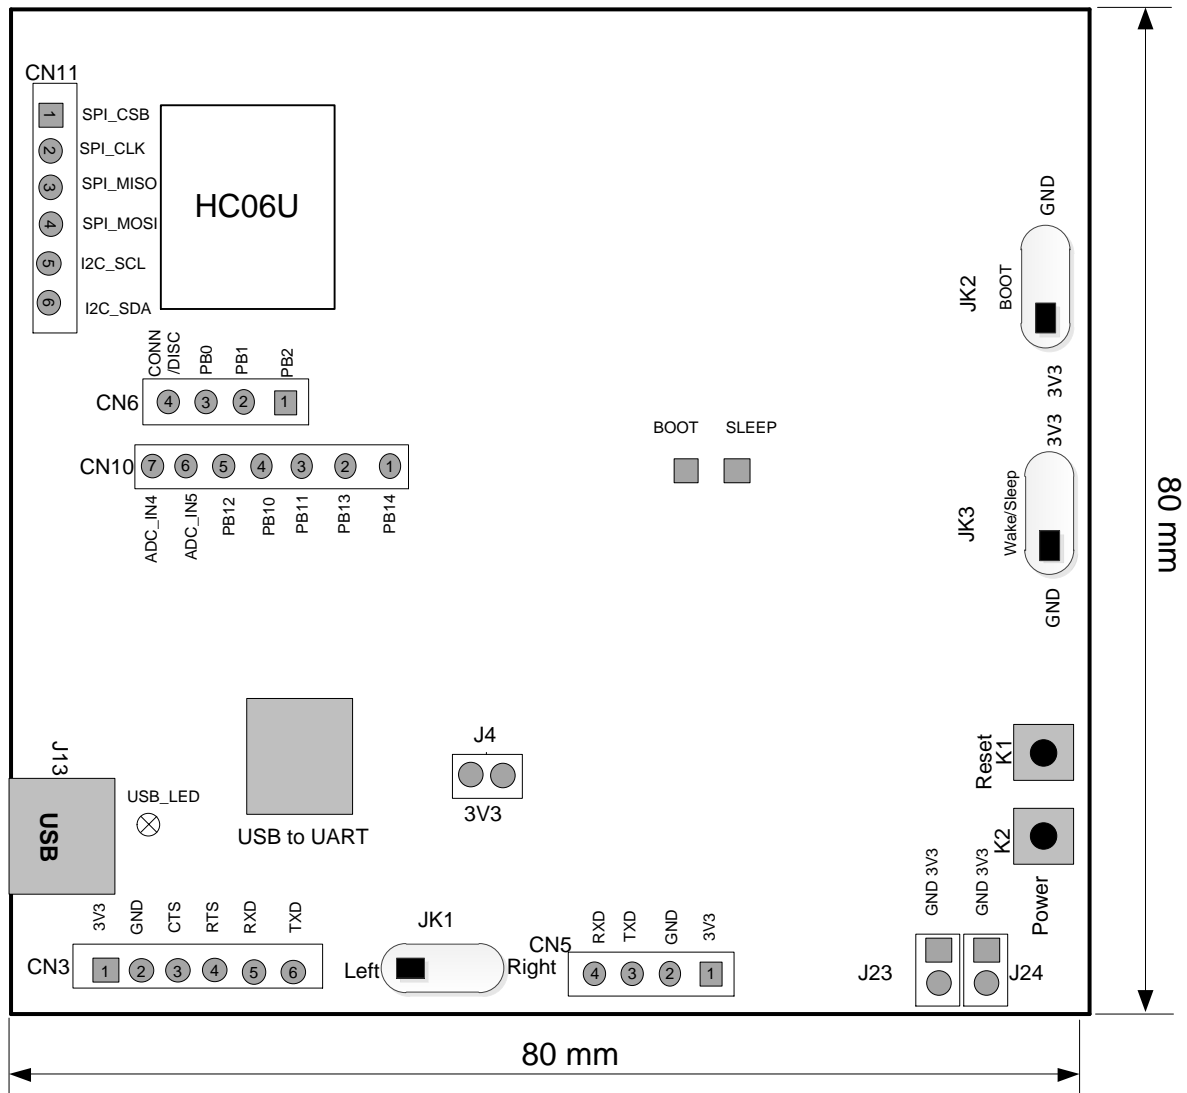 CN11
1 SPI_CSB
2 SPI_CLK
3 SPI_MISO
4 SPI_MOSI
5 I2C_SCL
6 I2C_SDA
HC06U
CONN
/DISC
PB0
PB1
PB2
CN6
4 3 2 1
CN10
7 6 5 4 3 2 1
ADC_IN4
ADC_IN5
PB12
PB10
PB11
PB13
PB14
BOOT
SLEEP
GND
JK2
BOOT
3V3
3V3
JK3
Wake/Sleep
GND
80 mm
J13
USB
USB_LED
USB to UART
J4
3V3
Reset
K1
K2
Power
3V3
GND
CTS
RTS
RXD
TXD
CN3
1 2 3 4 5 6
JK1
Left
Right
CN5
RXD
TXD
GND
3V3
4 3 2 1
GND 3V3
GND 3V3
J23
J24
80 mm